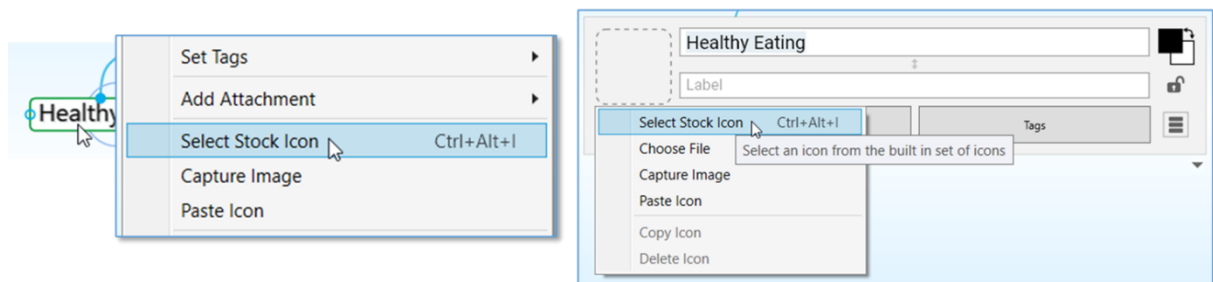 Healthy
Set Tags
Add Attachment
Select Stock Icon Ctrl+Alt+I
Capture Image
Paste Icon
Healthy Eating
Label
Select Stock Icon Ctrl+Alt+I
Tags
Choose File
Select an icon from the built in set of icons
Capture Image
Paste Icon
Copy Icon
Delete Icon